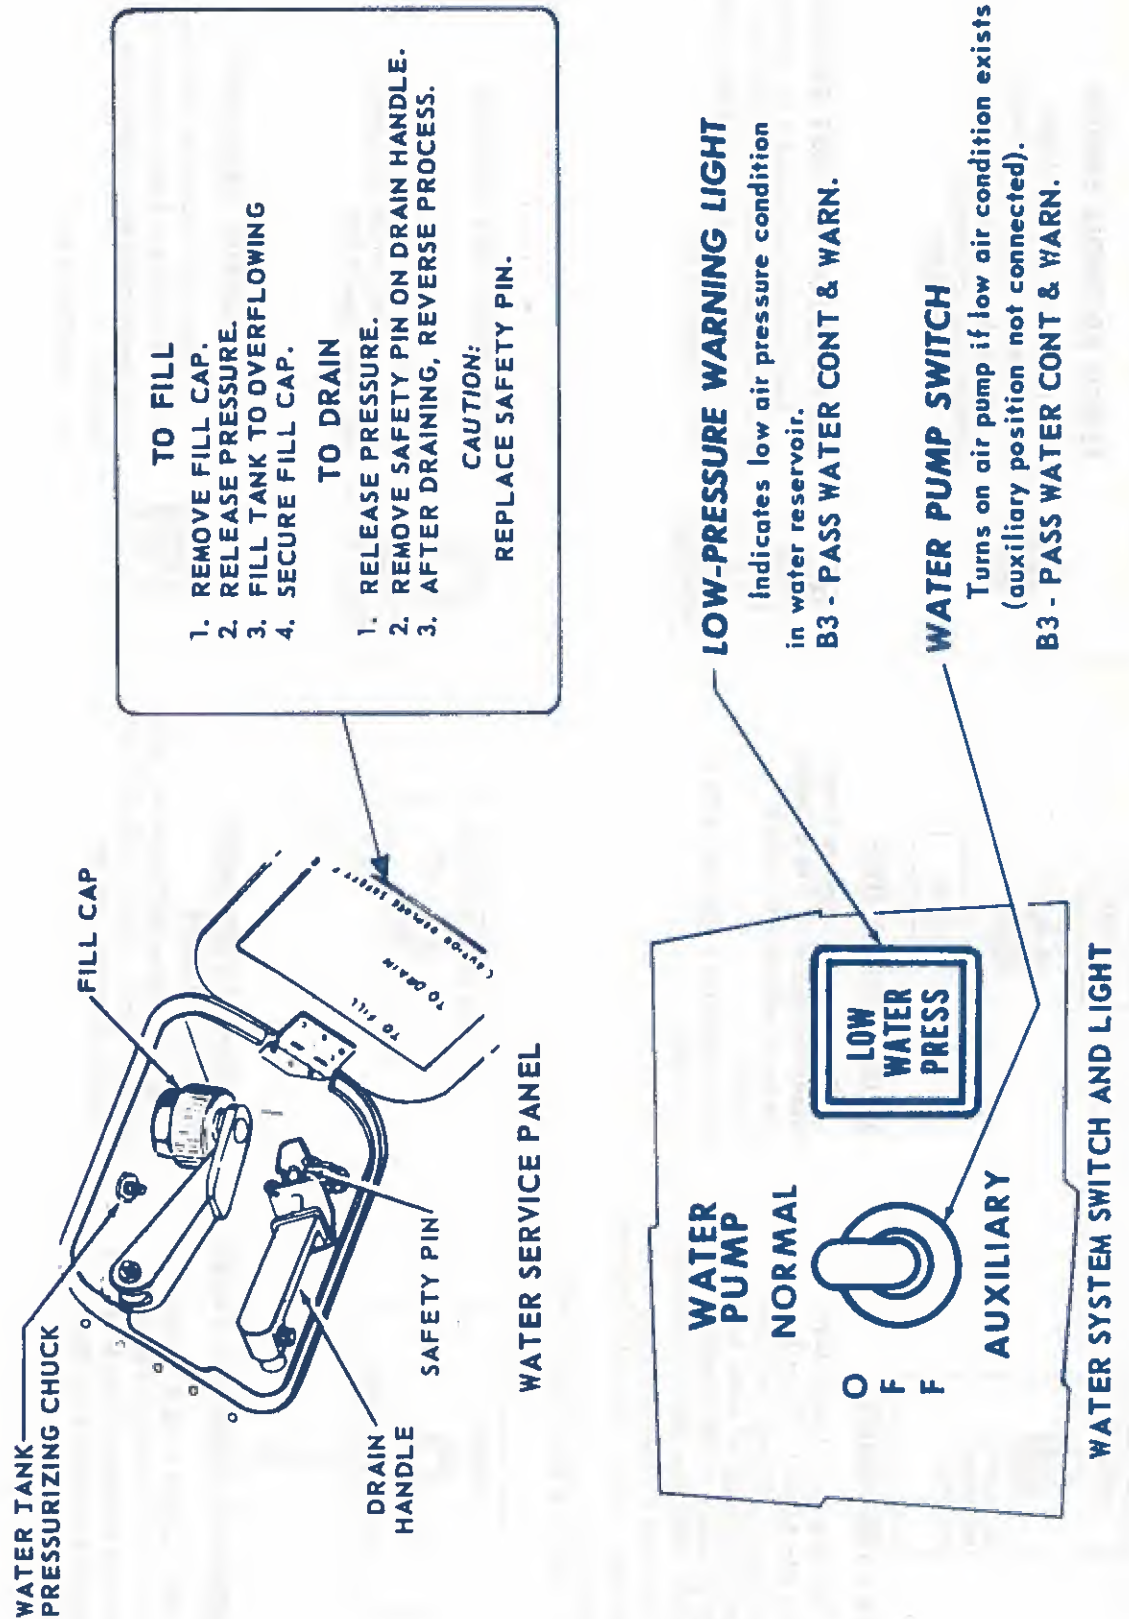 WATER TANK
PRESSURIZING CHUCK
FILL CAP
DRAIN
HANDLE
SAFETY PIN
CAUTION
TO DRAIN
TO FILL
WATER SERVICE PANEL
TO FILL
1. REMOVE FILL CAP.
2. RELEASE PRESSURE.
3. FILL TANK TO OVERFLOWING
4. SECURE FILL CAP.
TO DRAIN
1. RELEASE PRESSURE.
2. REMOVE SAFETY PIN ON DRAIN HANDLE.
3. AFTER DRAINING, REVERSE PROCESS.
CAUTION:
REPLACE SAFETY PIN.
WATER
PUMP
NORMAL
OFF
AUXILIARY
LOW
WATER
PRESS
WATER SYSTEM SWITCH AND LIGHT
LOW-PRESSURE WARNING LIGHT
Indicates low air pressure condition
in water reservoir.
B3 - PASS WATER CONT & WARN.
WATER PUMP SWITCH
Turns on air pump if low air condition exists
(auxiliary position not connected).
B3 - PASS WATER CONT & WARN.